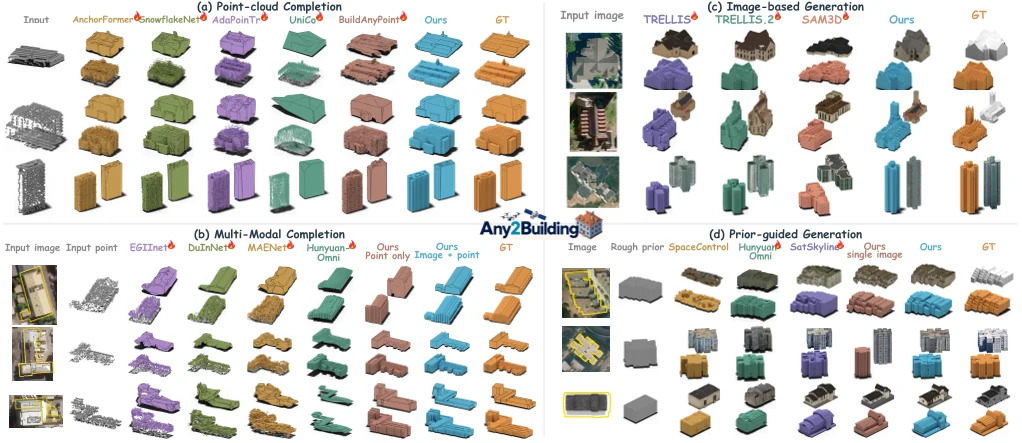 (a) Point-cloud Completion
Input AnchorFormer SnowflakeNet AdaPoinTr UniCo BuildAnyPoint Ours GT
(c) Image-based Generation
Input image TRELLIS TRELLIS.2 SAM3D Ours GT
Any2Building
(b) Multi-Modal Completion
Input image Input point EGIInet DuInNet MAENet Hunyuan-Omni Ours Point only Ours Image + point GT
(d) Prior-guided Generation
Image Rough prior SpaceControl Hunyuan Omni SatSkyline Ours single image Ours GT